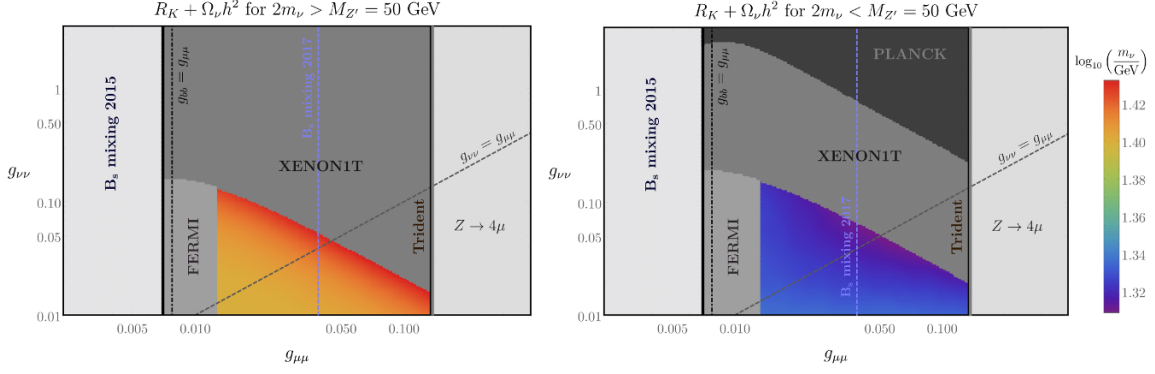 R_K + Ω_νh² for 2m_ν > M_Z′ = 50 GeV
B_s mixing 2015
g_bb = g_μμ
B_s mixing 2017
XENON1T
g_νν = g_μμ
FERMI
Trident
Z → 4μ
g_νν
1
0.50
0.10
0.05
0.01
0.005
0.010
0.050
0.100
g_μμ
R_K + Ω_νh² for 2m_ν < M_Z′ = 50 GeV
PLANCK
B_s mixing 2015
g_bb = g_μμ
XENON1T
g_νν = g_μμ
B_s mixing 2017
FERMI
Trident
Z → 4μ
g_νν
1
0.50
0.10
0.05
0.01
0.005
0.010
0.050
0.100
g_μμ
log₁₀(m_ν/GeV)
1.42
1.40
1.38
1.36
1.34
1.32